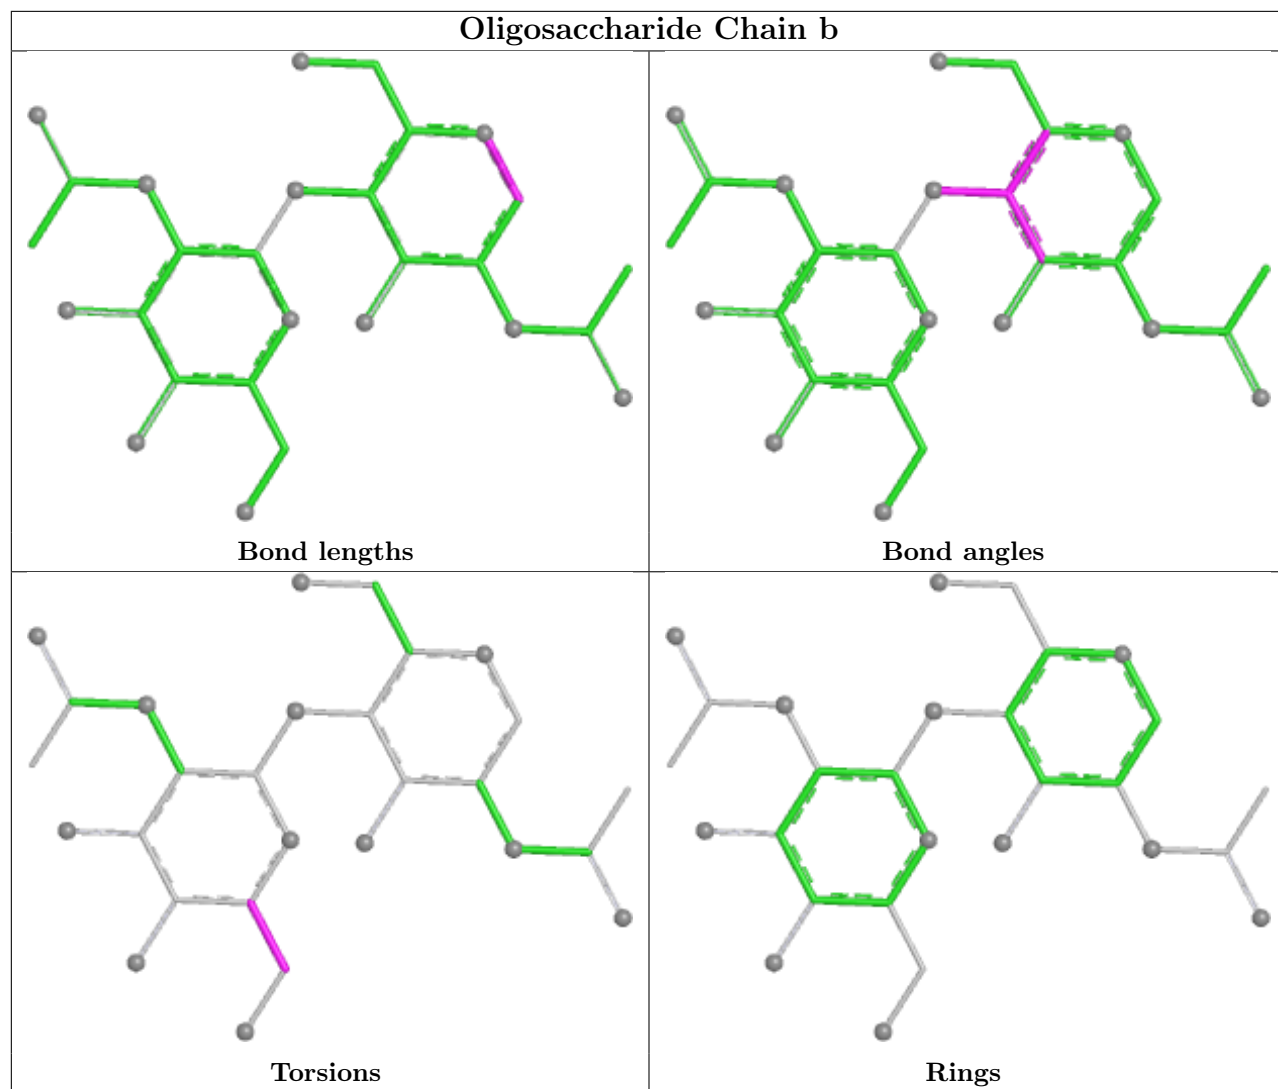 Oligosaccharide Chain b
Bond lengths
Bond angles
Torsions
Rings